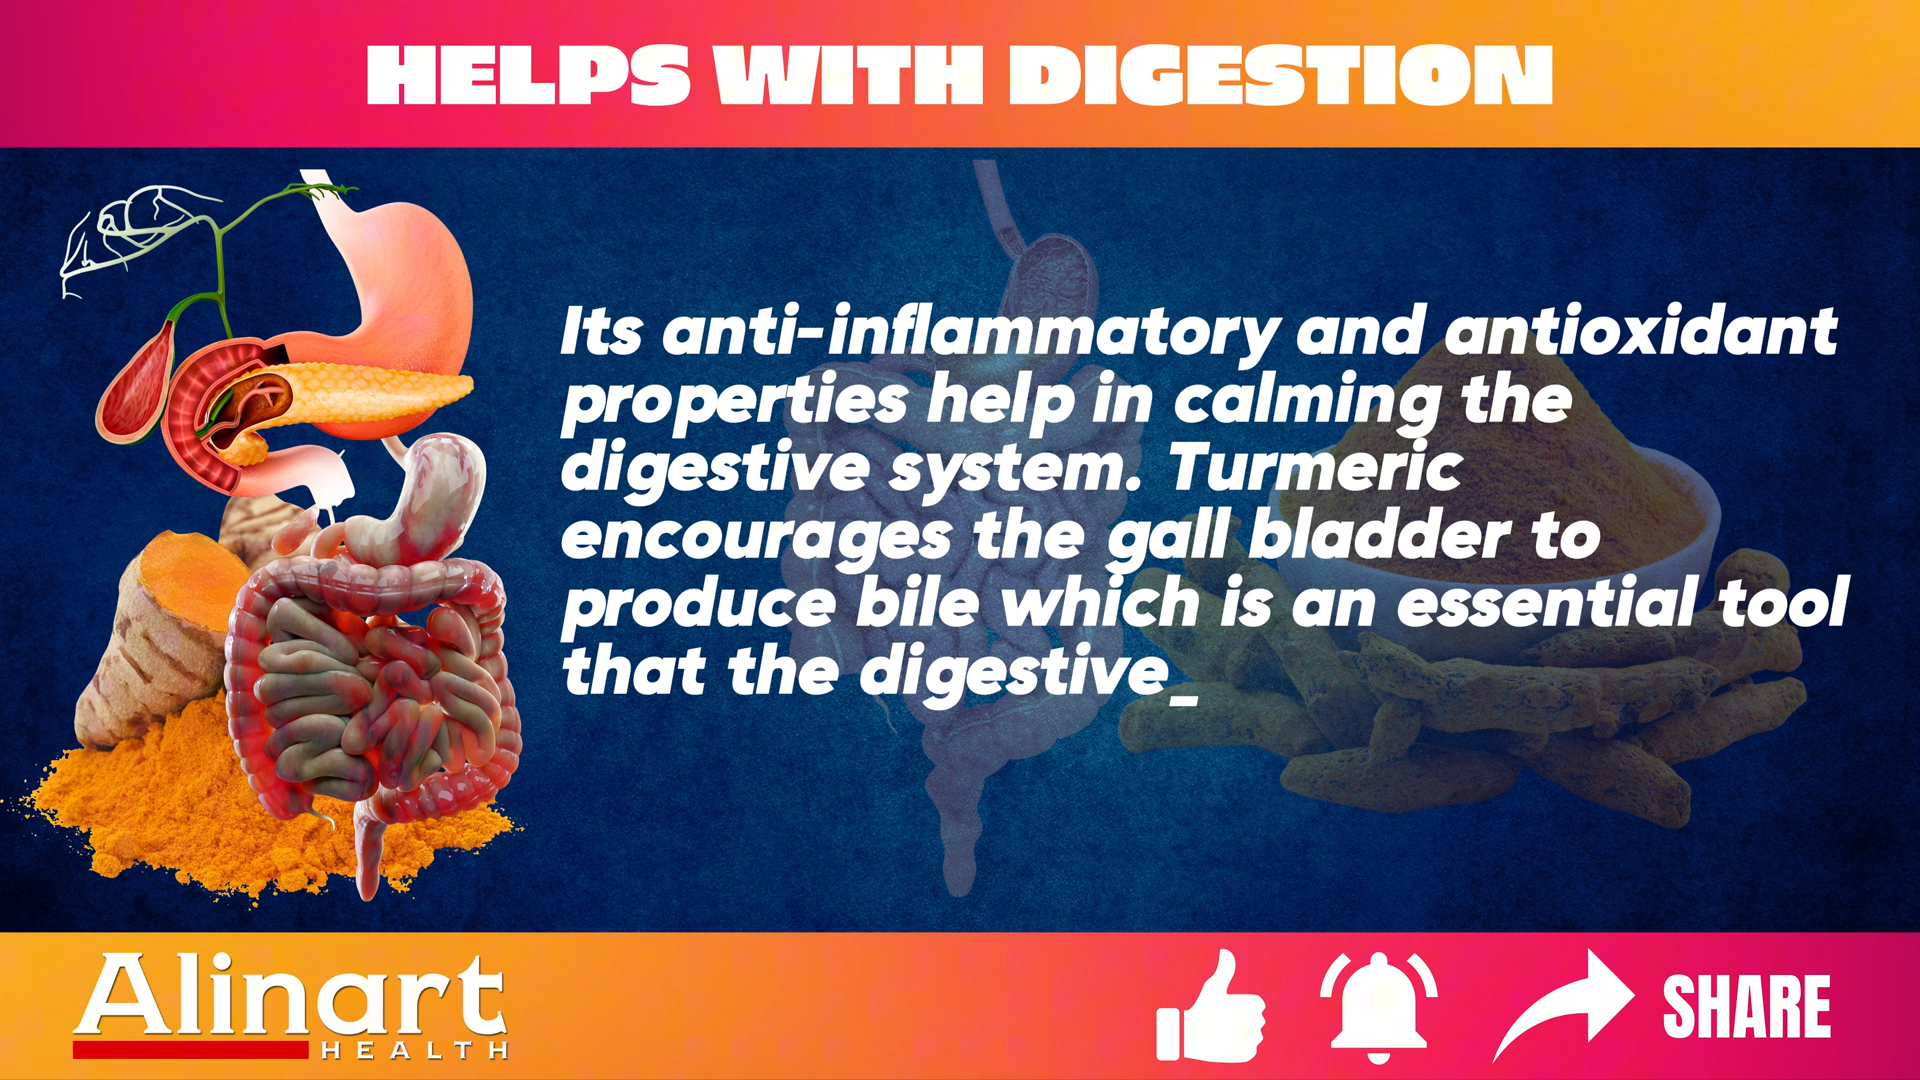 HELPS WITH DIGESTION
Its anti-inflammatory and antioxidant
properties help in calming the
digestive system. Turmeric
encourages the gall bladder to
produce bile which is an essential tool
that the digestive_
Alinart
HEALTH
SHARE